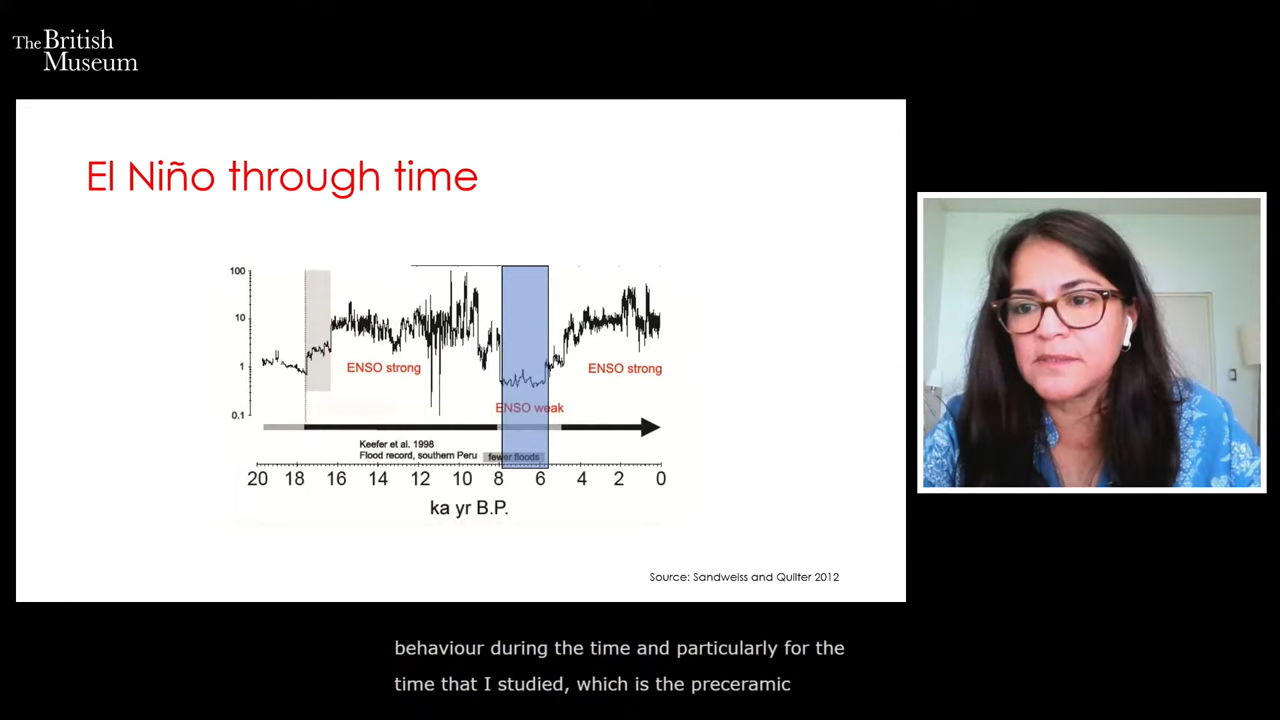 The British
Museum
El Niño through time
100
10
1
0.1
ENSO strong
ENSO strong
ENSO weak
Keefer et al. 1998
Flood record, southern Peru
fewer floods
20 18 16 14 12 10 8 6 4 2 0
ka yr B.P.
Source: Sandweiss and Quilter 2012
behaviour during the time and particularly for the
time that I studied, which is the preceramic